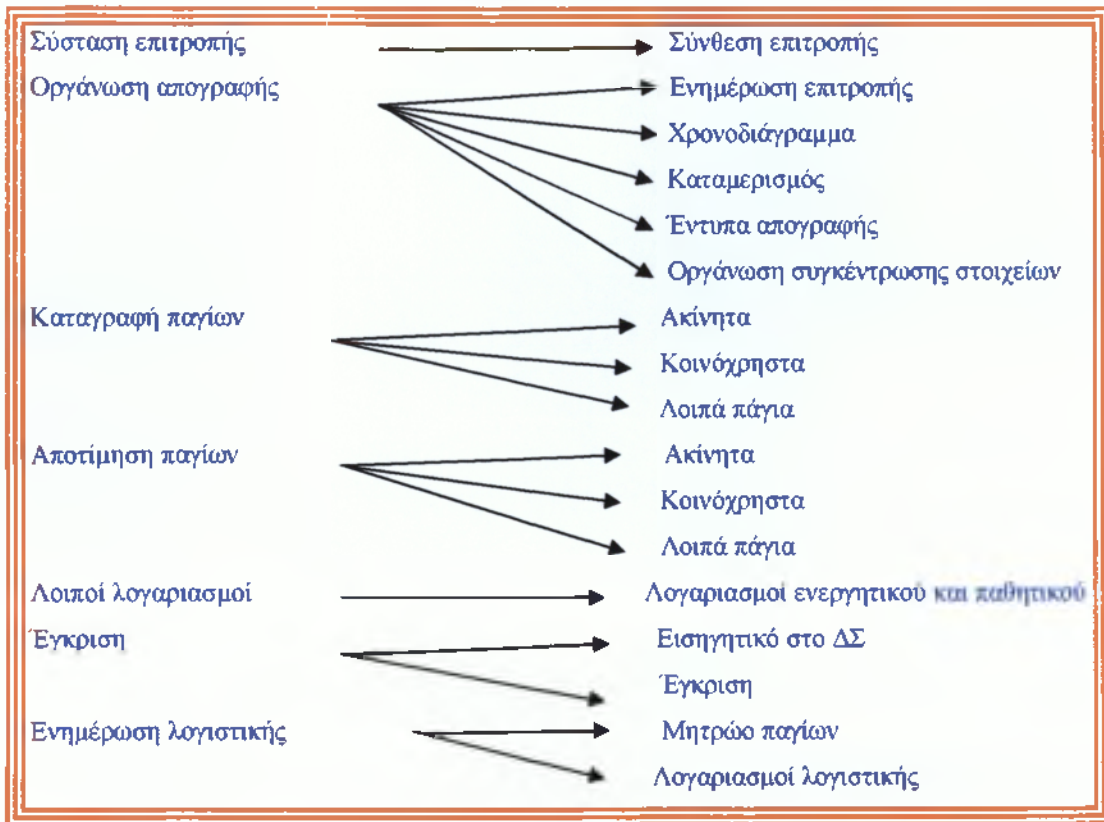 Σύσταση επιτροπής Σύνθεση επιτροπής
Οργάνωση απογραφής Ενημέρωση επιτροπής
Χρονοδιάγραμμα
Καταμερισμός
Έντυπα απογραφής
Οργάνωση συγκέντρωσης στοιχείων
Καταγραφή παγίων Ακίνητα
Κοινόχρηστα
Λοιπά πάγια
Αποτίμηση παγίων Ακίνητα
Κοινόχρηστα
Λοιπά πάγια
Λοιποί λογαριασμοί Λογαριασμοί ενεργητικού και παθητικού
Έγκριση Εισηγητικό στο ΔΣ
Έγκριση
Ενημέρωση λογιστικής Μητρώο παγίων
Λογαριασμοί λογιστικής